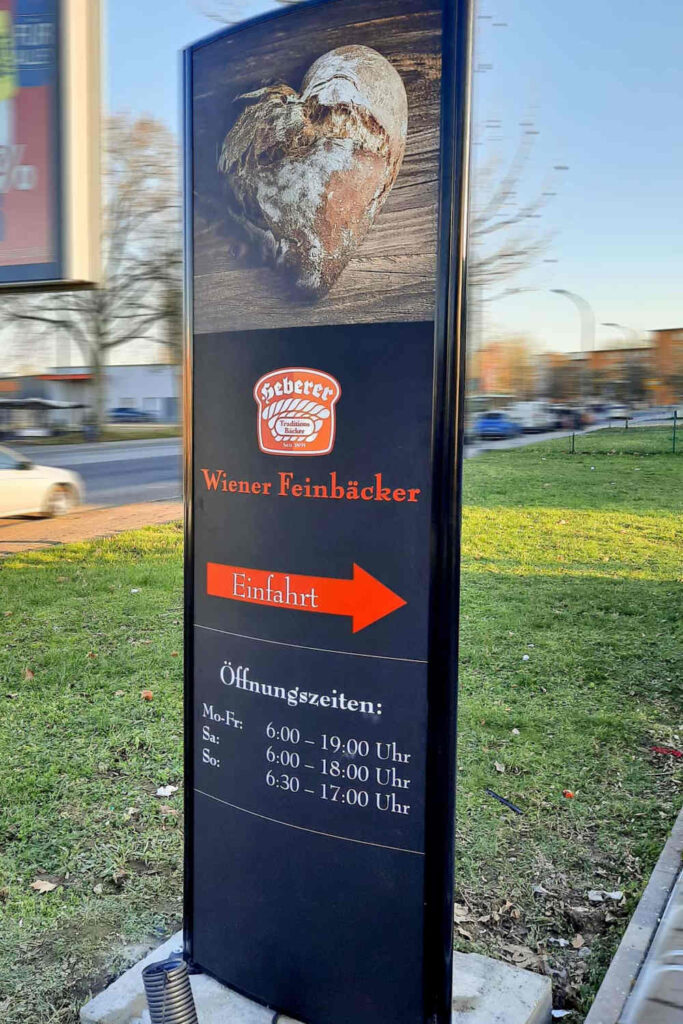 Heberer
Traditions
Bäcker
Seit 1891
Wiener Feinbäcker
Einfahrt
Öffnungszeiten:
Mo-Fr: 6:00 – 19:00 Uhr
Sa: 6:00 – 18:00 Uhr
So: 6:30 – 17:00 Uhr